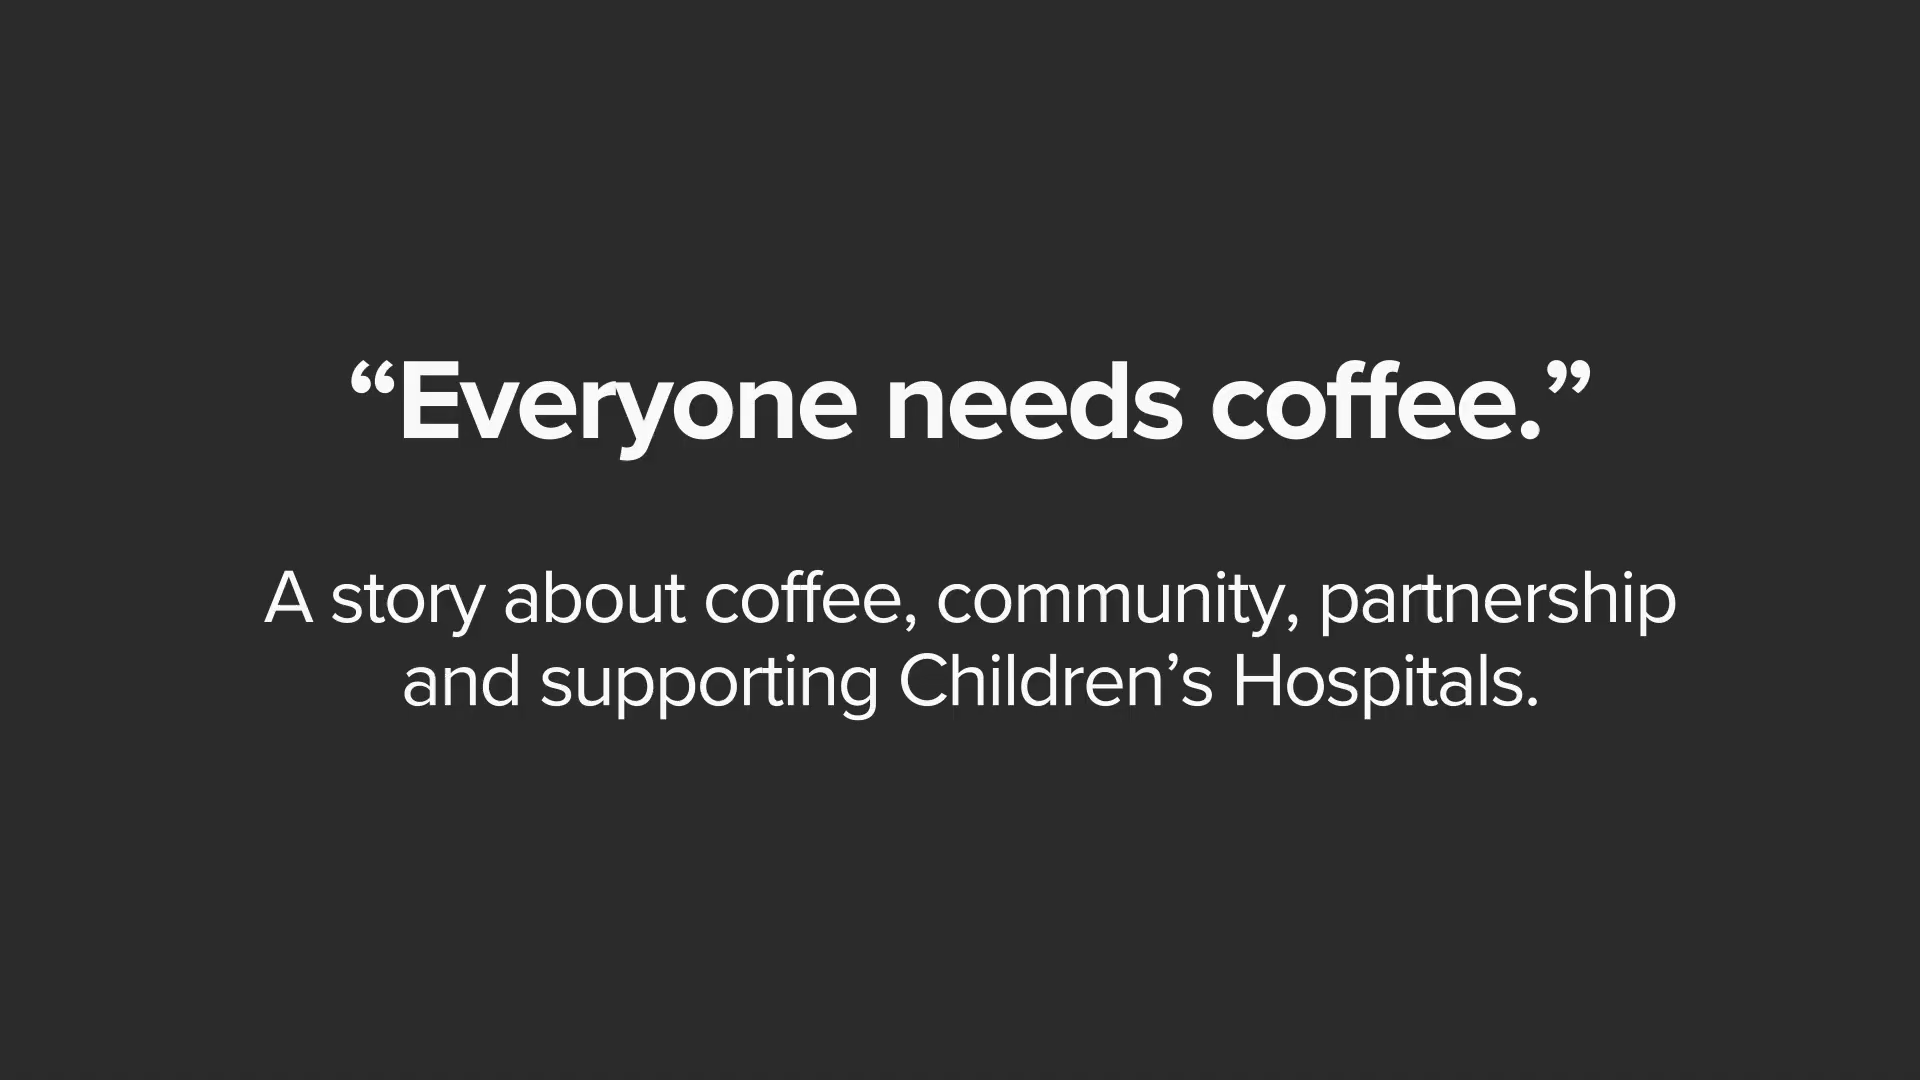 “Everyone needs coffee.”
A story about coffee, community, partnership
and supporting Children’s Hospitals.